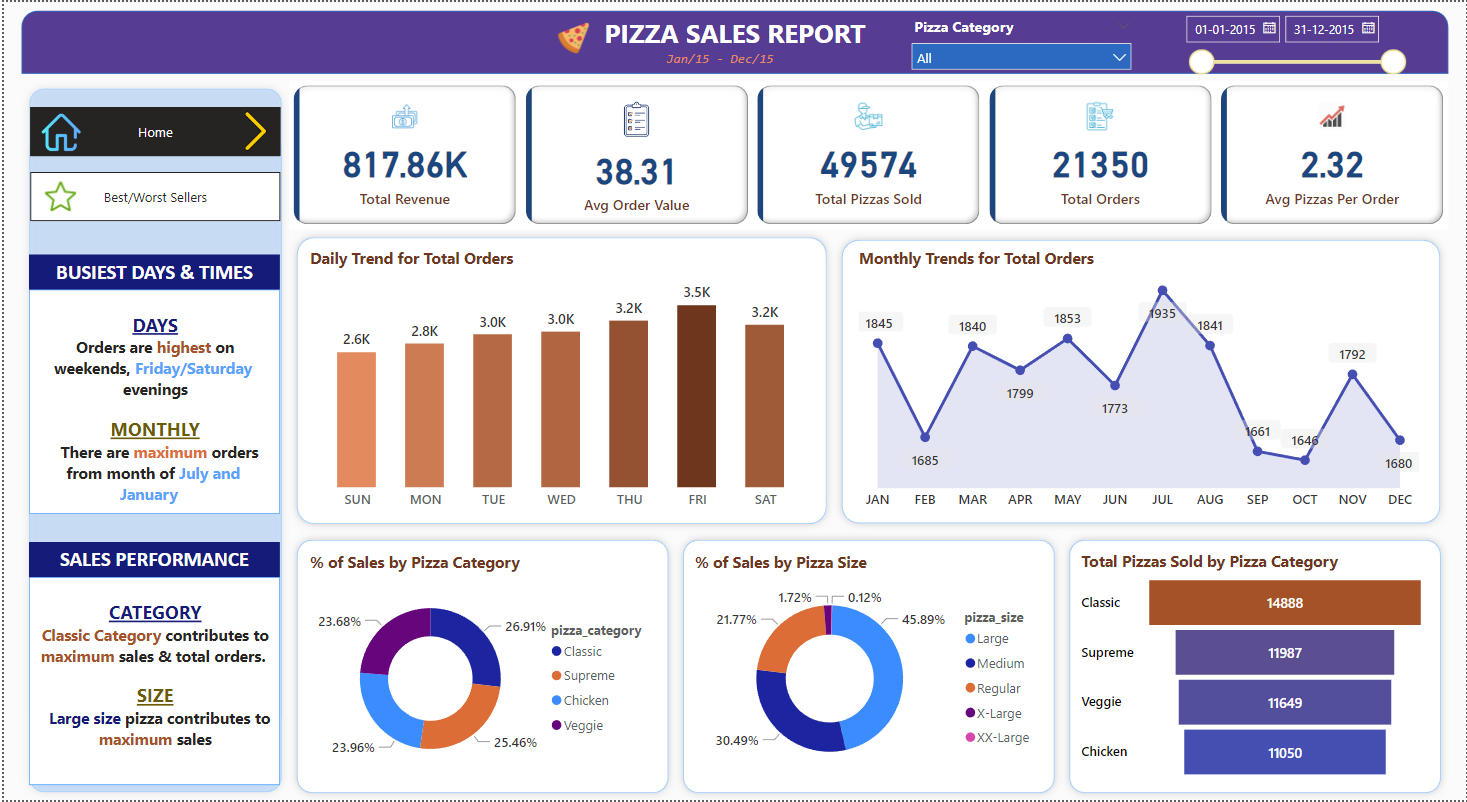 PIZZA SALES REPORT
Jan/15 - Dec/15
Pizza Category
All
01-01-2015
31-12-2015
Home
Best/Worst Sellers
BUSIEST DAYS & TIMES
DAYS
Orders are highest on
weekends, Friday/Saturday
evenings
MONTHLY
There are maximum orders
from month of July and
January
SALES PERFORMANCE
CATEGORY
Classic Category contributes to
maximum sales & total orders.
SIZE
Large size pizza contributes to
maximum sales
817.86K
Total Revenue
38.31
Avg Order Value
49574
Total Pizzas Sold
21350
Total Orders
2.32
Avg Pizzas Per Order
Daily Trend for Total Orders
2.6K
2.8K
3.0K
3.0K
3.2K
3.5K
3.2K
SUN MON TUE WED THU FRI SAT
Monthly Trends for Total Orders
1845
1685
1840
1799
1853
1773
1935
1841
1661
1646
1792
1680
JAN FEB MAR APR MAY JUN JUL AUG SEP OCT NOV DEC
% of Sales by Pizza Category
26.91%
25.46%
23.96%
23.68%
pizza_category
Classic
Supreme
Chicken
Veggie
% of Sales by Pizza Size
1.72%
0.12%
21.77%
45.89%
30.49%
pizza_size
Large
Medium
Regular
X-Large
XX-Large
Total Pizzas Sold by Pizza Category
Classic 14888
Supreme 11987
Veggie 11649
Chicken 11050